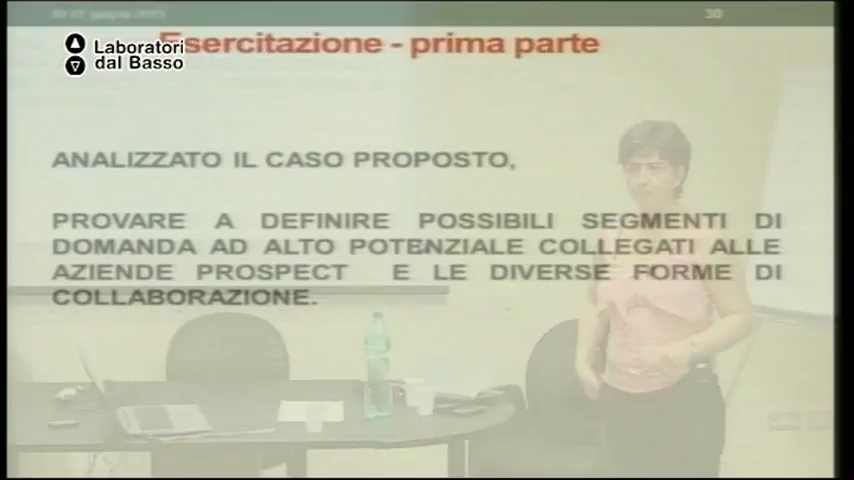 30
Laboratori
dal Basso
Esercitazione - prima parte
ANALIZZATO IL CASO PROPOSTO,
PROVARE A DEFINIRE POSSIBILI SEGMENTI DI
DOMANDA AD ALTO POTENZIALE COLLEGATI ALLE
AZIENDE PROSPECT E LE DIVERSE FORME DI
COLLABORAZIONE.